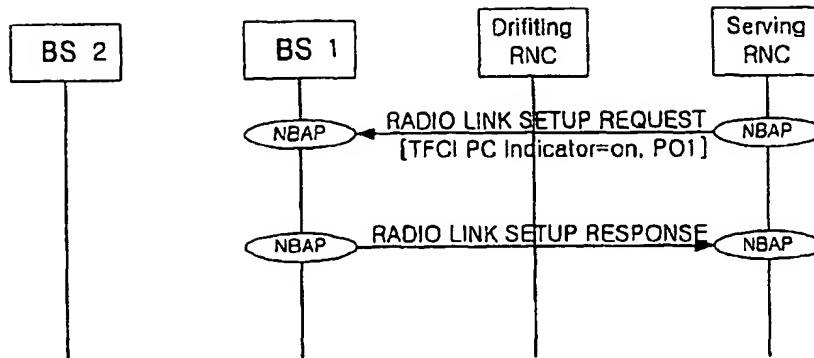 BS 2
BS 1
Drifiting
RNC
Serving
RNC
NBAP
RADIO LINK SETUP REQUEST
NBAP
[TFCI PC Indicator=on, PO1]
NBAP
RADIO LINK SETUP RESPONSE
NBAP